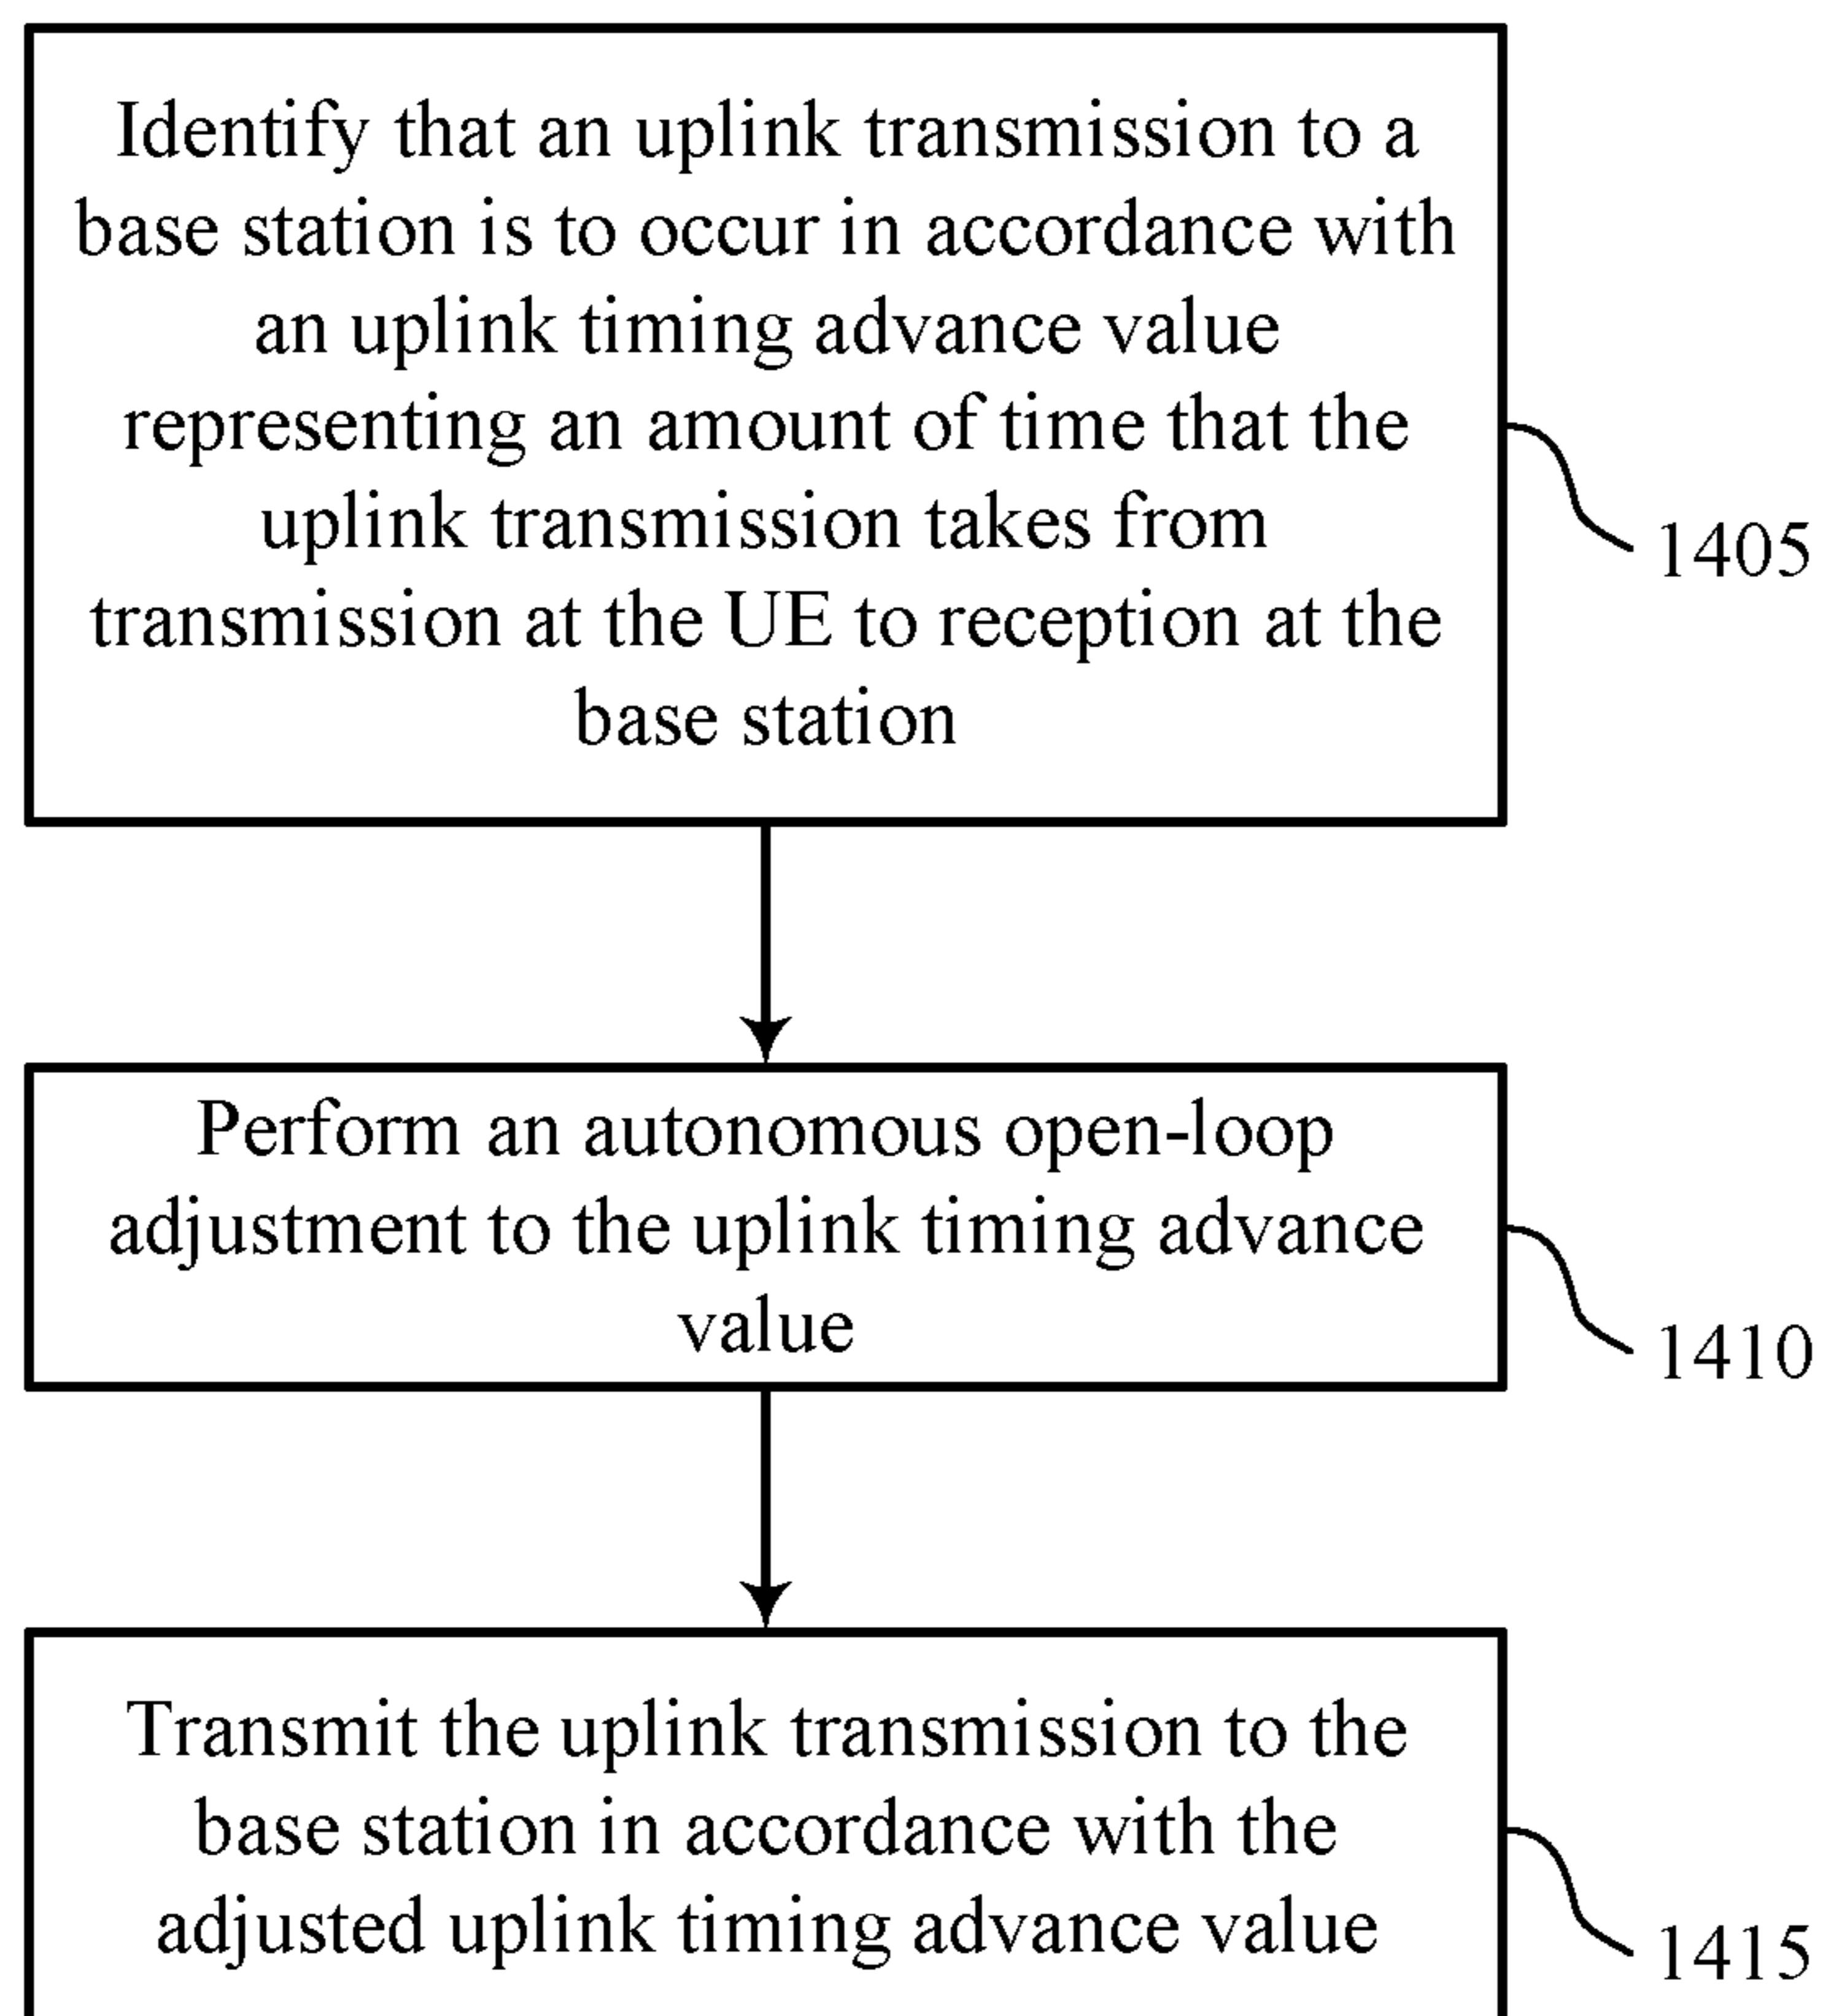 Identify that an uplink transmission to a
base station is to occur in accordance with
an uplink timing advance value
representing an amount of time that the
uplink transmission takes from
transmission at the UE to reception at the
base station
1405
Perform an autonomous open-loop
adjustment to the uplink timing advance
value
1410
Transmit the uplink transmission to the
base station in accordance with the
adjusted uplink timing advance value
1415